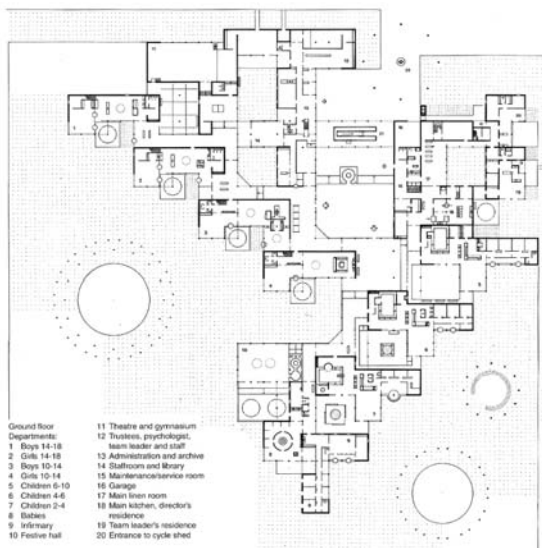 Ground floor
Departments:
1 Boys 14-18
2 Girls 14-18
3 Boys 10-14
4 Girls 10-14
5 Children 6-10
6 Children 4-6
7 Children 2-4
8 Babies
9 Infirmary
10 Festive hall
11 Theatre and gymnasium
12 Trustees, psychologist,
team leader and staff
13 Administration and archive
14 Staffroom and library
15 Maintenance/service room
16 Garage
17 Main linen room
18 Main kitchen, director's
residence
19 Team leader's residence
20 Entrance to cycle shed